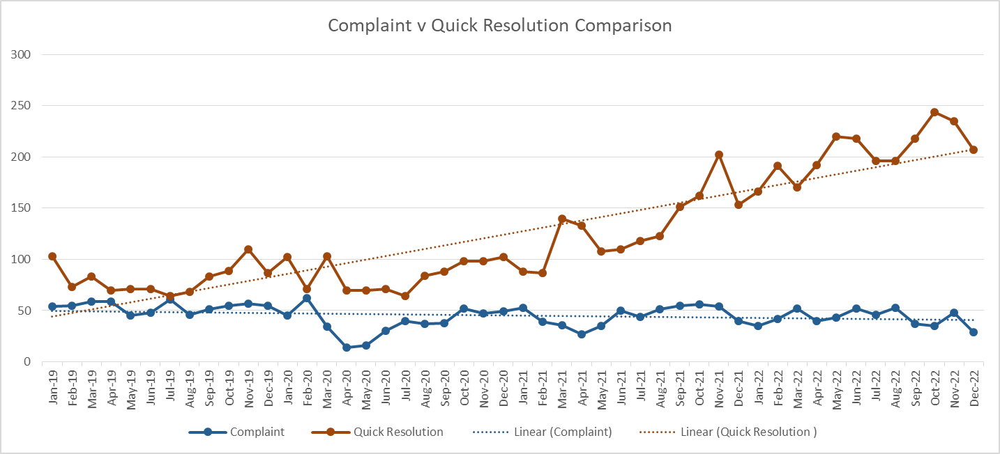 Complaint v Quick Resolution Comparison
300
250
200
150
100
50
0
Jan-19
Feb-19
Mar-19
Apr-19
May-19
Jun-19
Jul-19
Aug-19
Sep-19
Oct-19
Nov-19
Dec-19
Jan-20
Feb-20
Mar-20
Apr-20
May-20
Jun-20
Jul-20
Aug-20
Sep-20
Oct-20
Nov-20
Dec-20
Jan-21
Feb-21
Mar-21
Apr-21
May-21
Jun-21
Jul-21
Aug-21
Sep-21
Oct-21
Nov-21
Dec-21
Jan-22
Feb-22
Mar-22
Apr-22
May-22
Jun-22
Jul-22
Aug-22
Sep-22
Oct-22
Nov-22
Dec-22
Complaint
Quick Resolution
Linear (Complaint)
Linear (Quick Resolution )